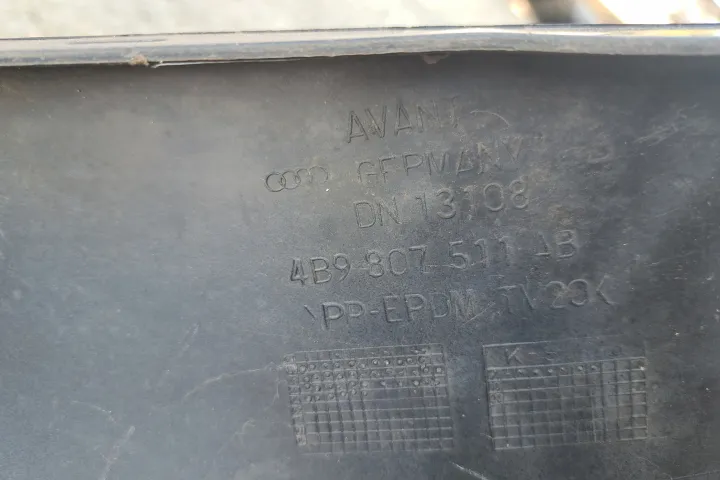 AVANT
GERMANY
DN 13108
4B9 807 511 AB
>PP-EPDM TV20<
K-S